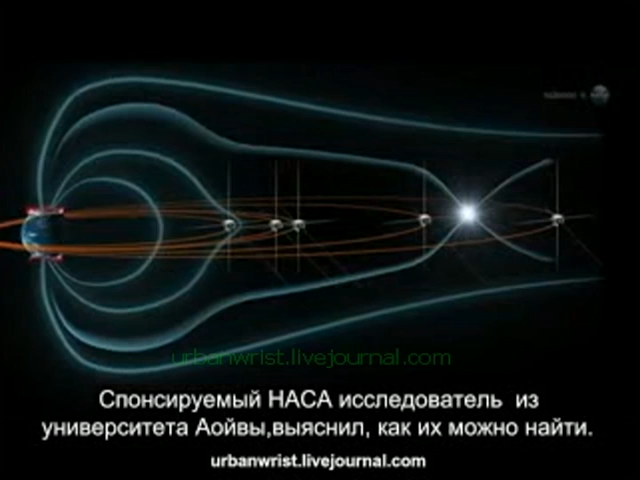 urbanwrist.livejournal.com
Спонсируемый НАСА исследователь из
университета Аойвы,выяснил, как их можно найти.
urbanwrist.livejournal.com